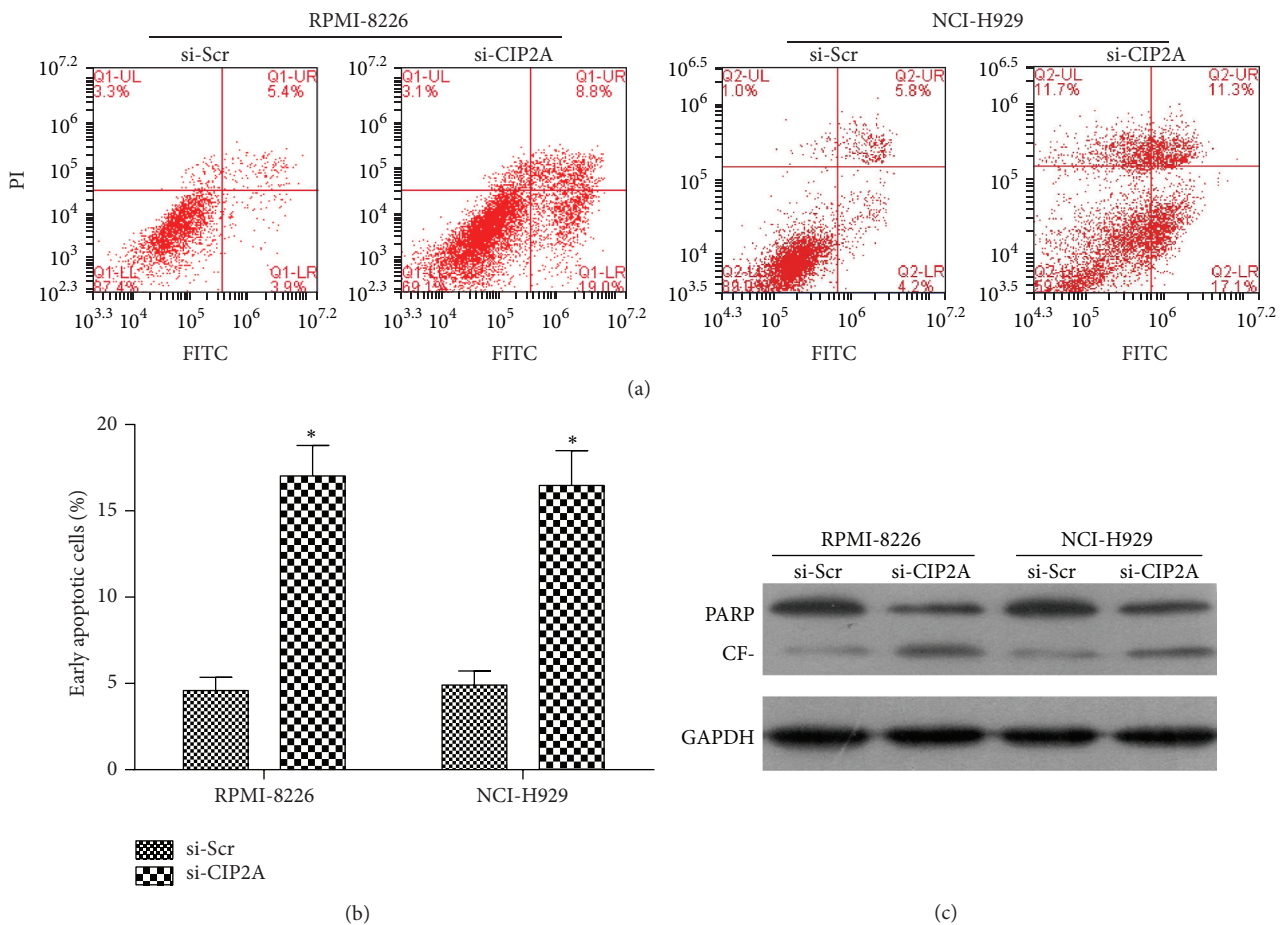 RPMI-8226
NCI-H929
si-Scr
si-CIP2A
si-Scr
si-CIP2A
PI
10^7.2
10^6
10^5
10^4
10^3
10^2.3
Q1-UL
3.3%
Q1-UR
5.4%
Q1-LL
87.4%
Q1-LR
3.9%
10^3.3 10^4 10^5 10^6 10^7.2
FITC
10^7.2
10^6
10^5
10^4
10^3
10^2.3
Q1-UL
3.1%
Q1-UR
8.8%
Q1-LL
69.1%
Q1-LR
19.0%
10^3.3 10^4 10^5 10^6 10^7.2
FITC
10^6.5
10^6
10^5
10^4
10^3.5
Q2-UL
1.0%
Q2-UR
5.8%
Q2-LL
Q2-LR
4.2%
10^4.3 10^5 10^6 10^7.2
FITC
10^6.5
10^6
10^5
10^4
10^3.5
Q2-UL
11.7%
Q2-UR
11.3%
Q2-LR
17.1%
10^4.3 10^5 10^6 10^7.2
FITC
(a)
Early apoptotic cells (%)
20
15
10
5
0
*
*
RPMI-8226
NCI-H929
si-Scr
si-CIP2A
(b)
RPMI-8226
NCI-H929
si-Scr
si-CIP2A
si-Scr
si-CIP2A
PARP
CF-
GAPDH
(c)